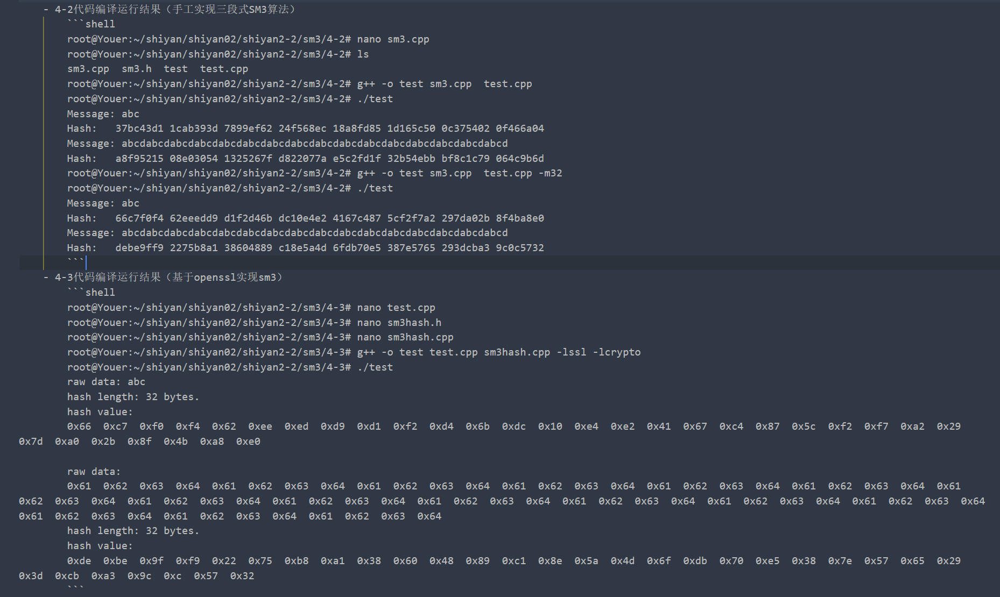 - 4-2代码编译运行结果（手工实现三段式SM3算法）
```shell
root@Youer:~/shiyan/shiyan02/shiyan2-2/sm3/4-2# nano sm3.cpp
root@Youer:~/shiyan/shiyan02/shiyan2-2/sm3/4-2# ls
sm3.cpp  sm3.h  test  test.cpp
root@Youer:~/shiyan/shiyan02/shiyan2-2/sm3/4-2# g++ -o test sm3.cpp  test.cpp
root@Youer:~/shiyan/shiyan02/shiyan2-2/sm3/4-2# ./test
Message: abc
Hash:   37bc43d1 1cab393d 7899ef62 24f568ec 18a8fd85 1d165c50 0c375402 0f466a04
Message: abcdabcdabcdabcdabcdabcdabcdabcdabcdabcdabcdabcdabcdabcdabcdabcd
Hash:   a8f95215 08e03054 1325267f d822077a e5c2fd1f 32b54ebb bf8c1c79 064c9b6d
root@Youer:~/shiyan/shiyan02/shiyan2-2/sm3/4-2# g++ -o test sm3.cpp  test.cpp -m32
root@Youer:~/shiyan/shiyan02/shiyan2-2/sm3/4-2# ./test
Message: abc
Hash:   66c7f0f4 62eeedd9 d1f2d46b dc10e4e2 4167c487 5cf2f7a2 297da02b 8f4ba8e0
Message: abcdabcdabcdabcdabcdabcdabcdabcdabcdabcdabcdabcdabcdabcdabcdabcd
Hash:   debe9ff9 2275b8a1 38604889 c18e5a4d 6fdb70e5 387e5765 293dcba3 9c0c5732
```
- 4-3代码编译运行结果（基于openssl实现sm3）
```shell
root@Youer:~/shiyan/shiyan02/shiyan2-2/sm3/4-3# nano test.cpp
root@Youer:~/shiyan/shiyan02/shiyan2-2/sm3/4-3# nano sm3hash.h
root@Youer:~/shiyan/shiyan02/shiyan2-2/sm3/4-3# nano sm3hash.cpp
root@Youer:~/shiyan/shiyan02/shiyan2-2/sm3/4-3# g++ -o test test.cpp sm3hash.cpp -lssl -lcrypto
root@Youer:~/shiyan/shiyan02/shiyan2-2/sm3/4-3# ./test
raw data: abc
hash length: 32 bytes.
hash value:
0x66  0xc7  0xf0  0xf4  0x62  0xee  0xed  0xd9  0xd1  0xf2  0xd4  0x6b  0xdc  0x10  0xe4  0xe2  0x41  0x67  0xc4  0x87  0x5c  0xf2  0xf7  0xa2  0x29
0x7d  0xa0  0x2b  0x8f  0x4b  0xa8  0xe0
raw data:
0x61  0x62  0x63  0x64  0x61  0x62  0x63  0x64  0x61  0x62  0x63  0x64  0x61  0x62  0x63  0x64  0x61  0x62  0x63  0x64  0x61  0x62  0x63  0x64  0x61
0x62  0x63  0x64  0x61  0x62  0x63  0x64  0x61  0x62  0x63  0x64  0x61  0x62  0x63  0x64  0x61  0x62  0x63  0x64  0x61  0x62  0x63  0x64  0x61  0x62  0x63  0x64
0x61  0x62  0x63  0x64  0x61  0x62  0x63  0x64  0x61  0x62  0x63  0x64
hash length: 32 bytes.
hash value:
0xde  0xbe  0x9f  0xf9  0x22  0x75  0xb8  0xa1  0x38  0x60  0x48  0x89  0xc1  0x8e  0x5a  0x4d  0x6f  0xdb  0x70  0xe5  0x38  0x7e  0x57  0x65  0x29
0x3d  0xcb  0xa3  0x9c  0xc  0x57  0x32
```